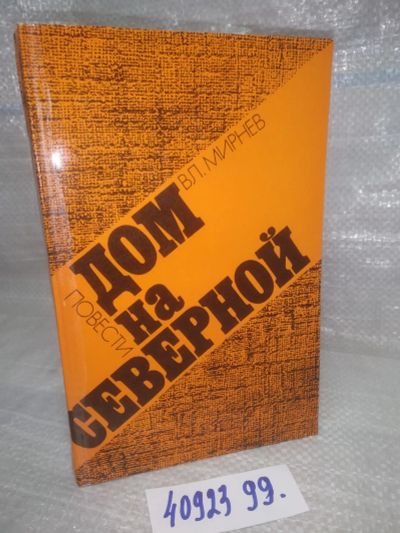 ВЛ. МИРНЕВ
ДОМ
на
СЕВЕРНОЙ
ПОВЕСТИ
40923 99.